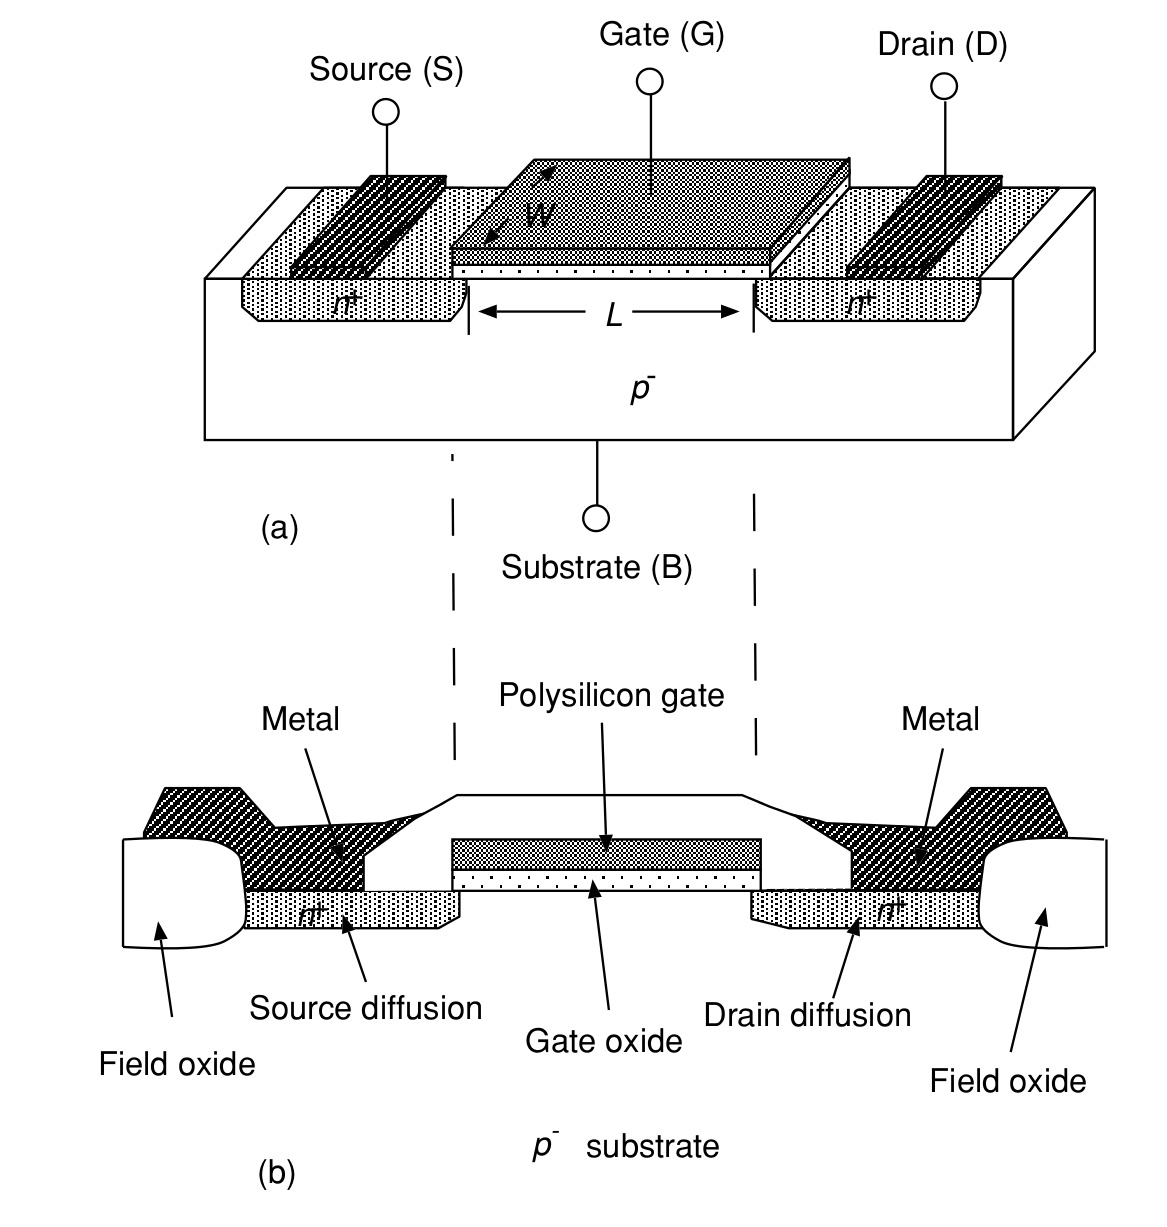 Gate (G)
Drain (D)
Source (S)
W
n+
n+
L
p-
(a)
Substrate (B)
Polysilicon gate
Metal
Metal
n+
n+
Source diffusion
Drain diffusion
Gate oxide
Field oxide
Field oxide
p- substrate
(b)